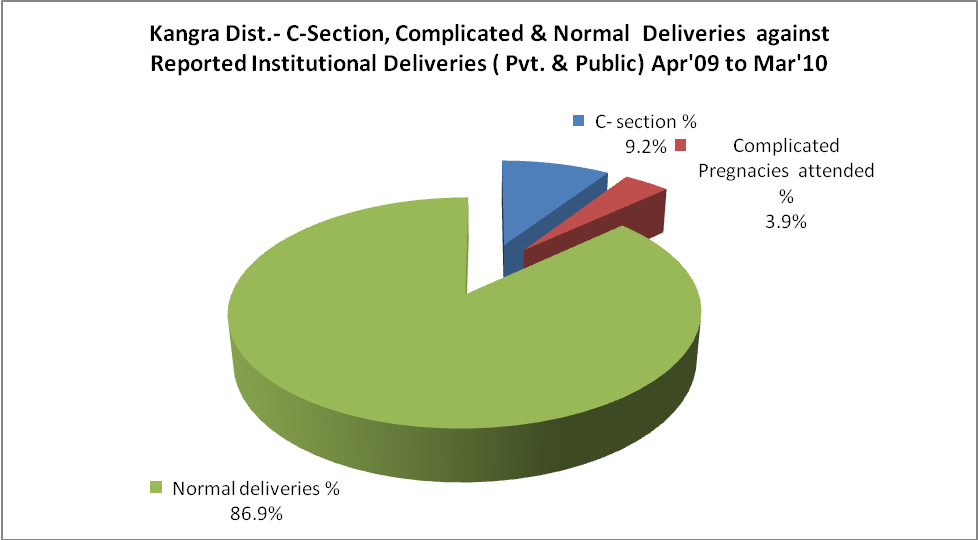 Kangra Dist.- C-Section, Complicated & Normal Deliveries against
Reported Institutional Deliveries ( Pvt. & Public) Apr'09 to Mar'10
C- section %
9.2%
Complicated
Pregnacies attended
%
3.9%
Normal deliveries %
86.9%